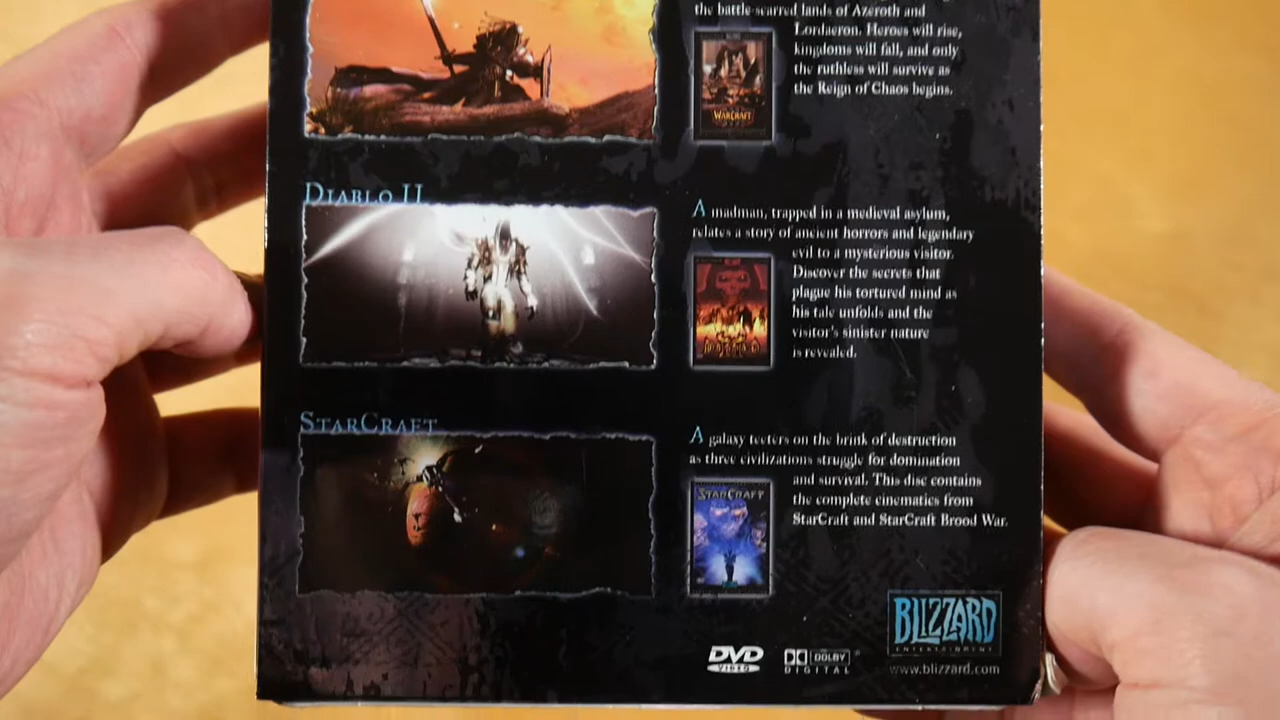 the battle-scarred lands of Azeroth and
Lordaeron. Heroes will rise,
kingdoms will fall, and only
the ruthless will survive as
the Reign of Chaos begins.
WARCRAFT
DIABLO II
A madman, trapped in a medieval asylum,
relates a story of ancient horrors and legendary
evil to a mysterious visitor.
Discover the secrets that
plague his tortured mind as
his tale unfolds and the
visitor's sinister nature
is revealed.
STARCRAFT
A galaxy teeters on the brink of destruction
as three civilizations struggle for domination
and survival. This disc contains
the complete cinematics from
StarCraft and StarCraft Brood War.
STARCRAFT
DVD
VIDEO
DOLBY
DIGITAL
BLIZZARD
ENTERTAINMENT
www.blizzard.com